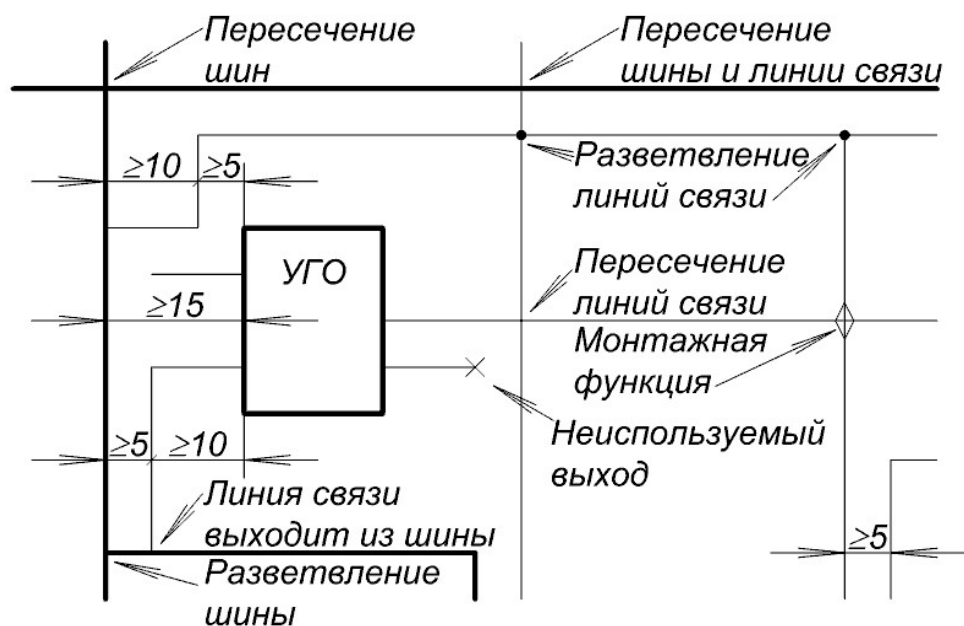 Пересечение
шин
Пересечение
шины и линии связи
≥10
≥5
Разветвление
линий связи
УГО
Пересечение
линий связи
≥15
Монтажная
функция
Неиспользуемый
выход
≥5
≥10
Линия связи
выходит из шины
≥5
Разветвление
шины